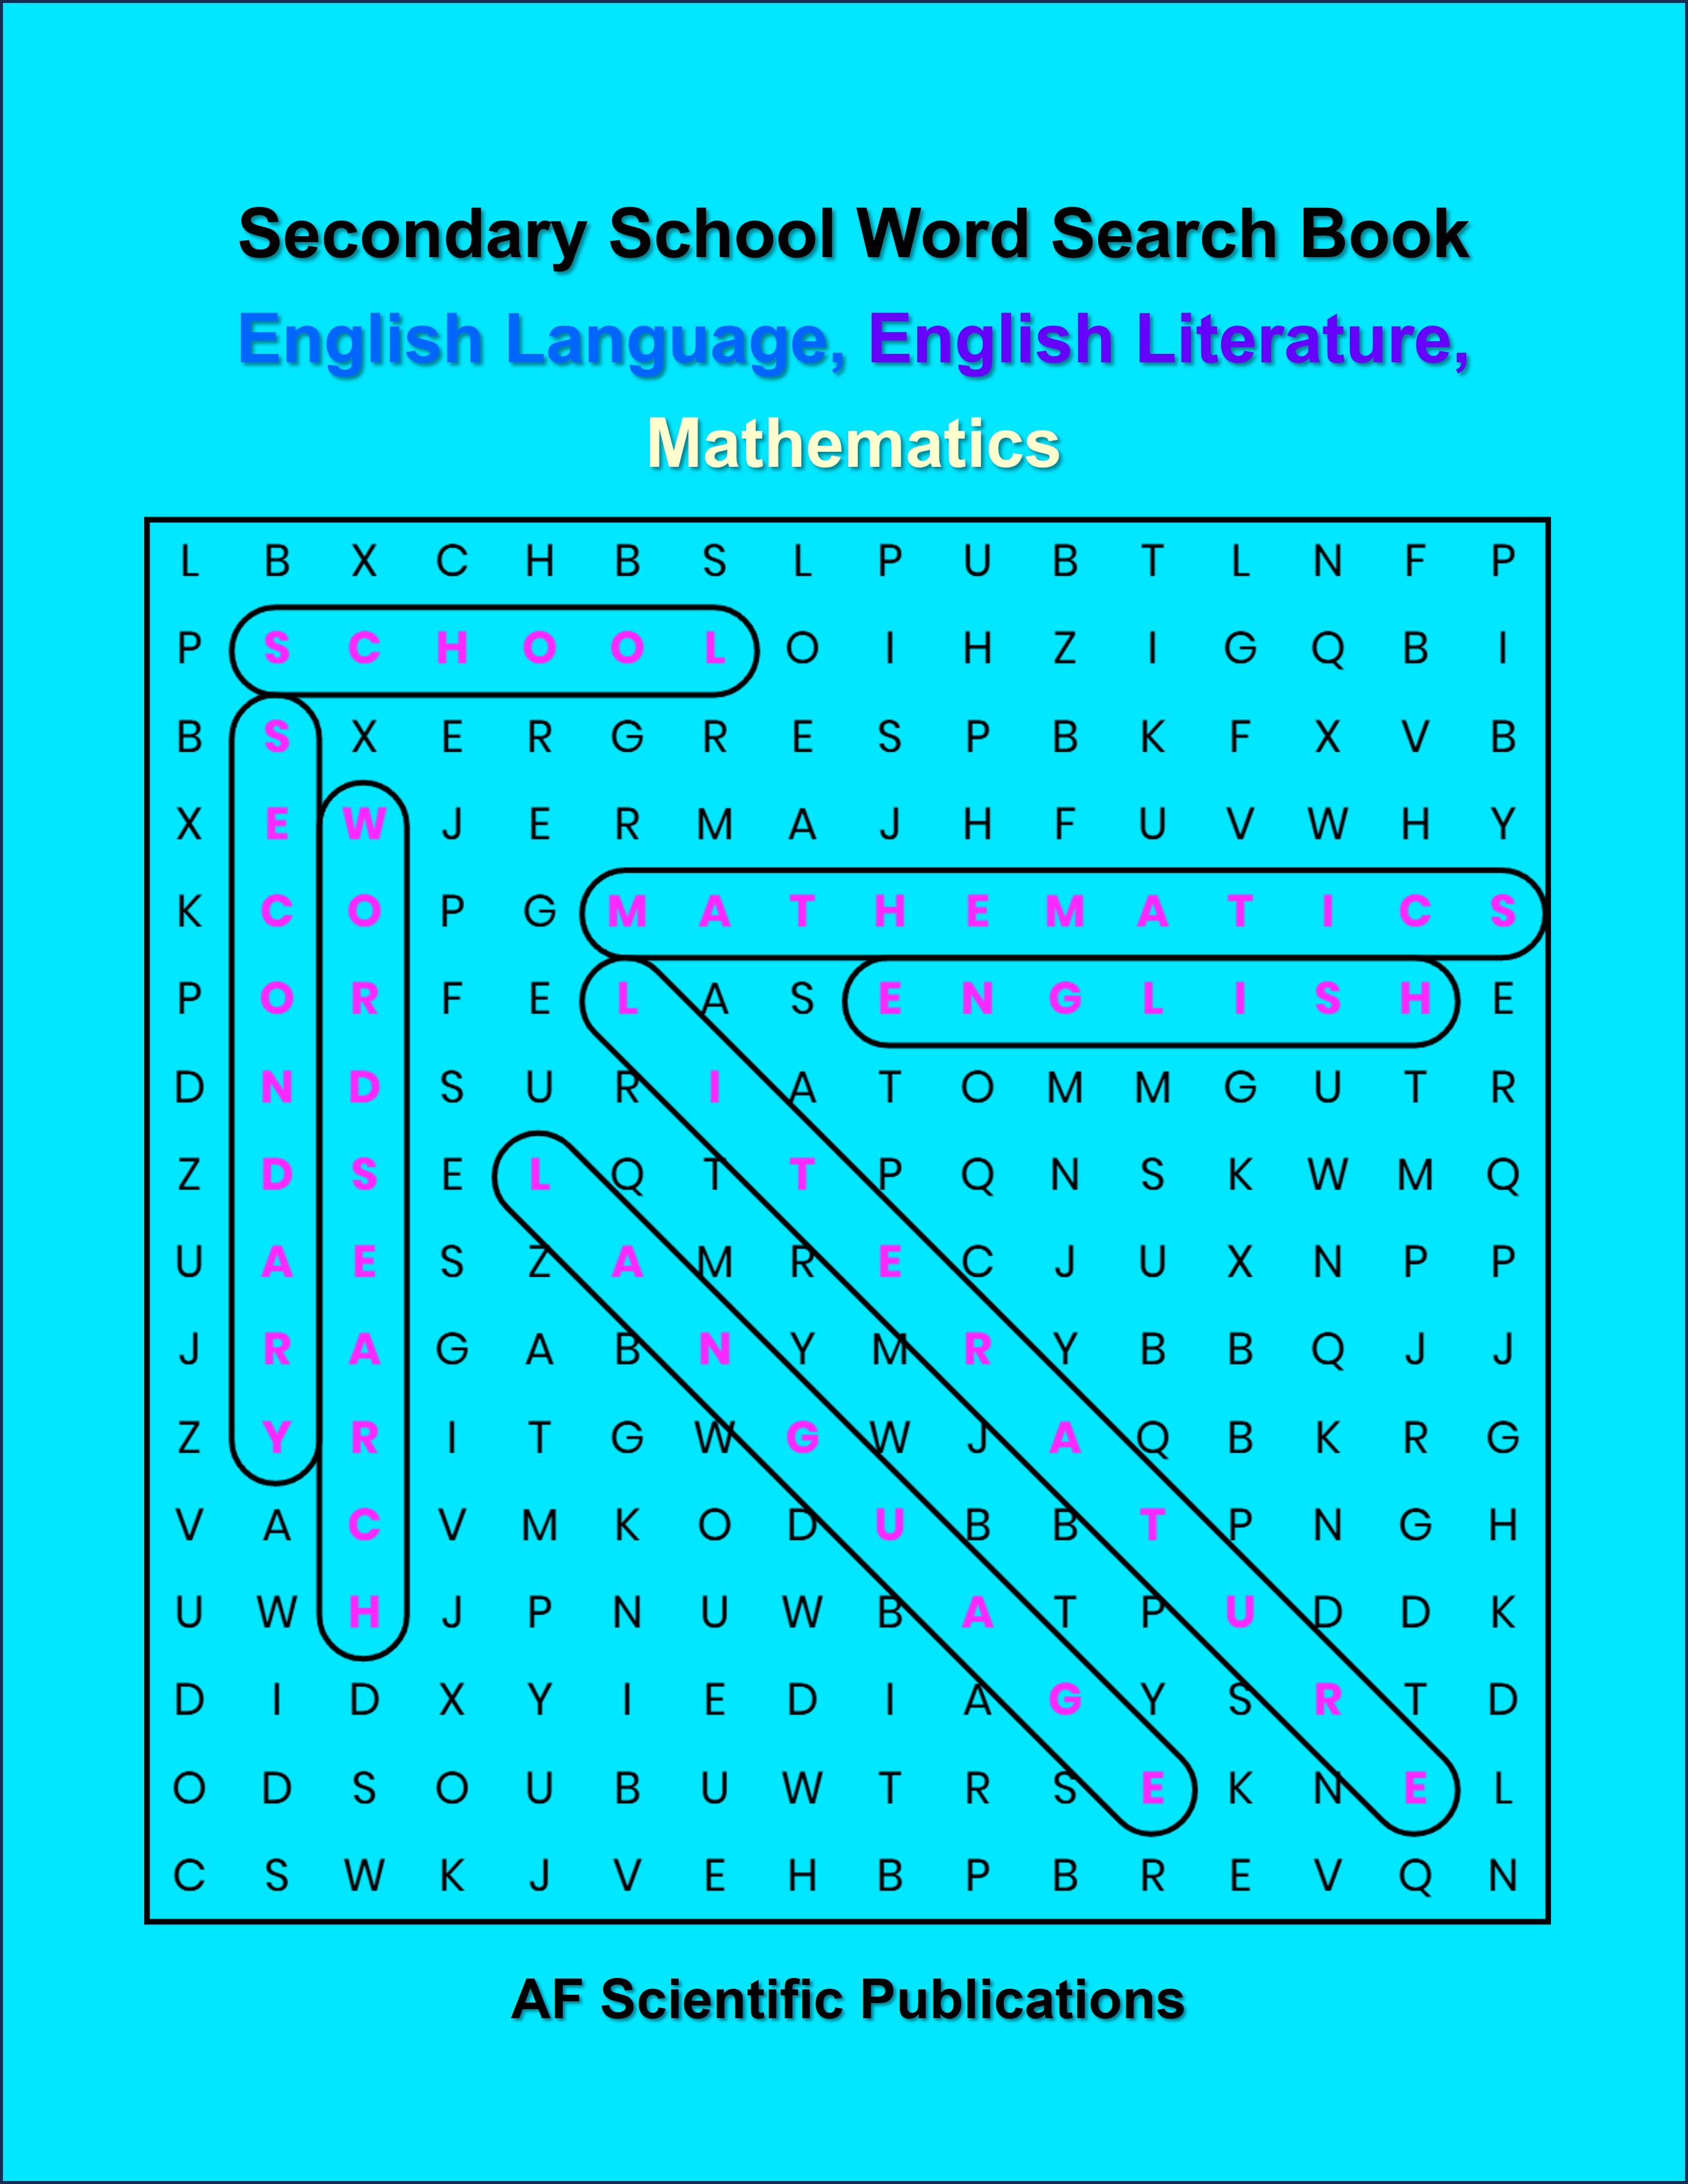 Secondary School Word Search Book
English Language, English Literature,
Mathematics
L B X C H B S L P U B T L N F P
P S C H O O L O I H Z I G Q B I
B S X E R G R E S P B K F X V B
X E W J E R M A J H F U V W H Y
K C O P G M A T H E M A T I C S
P O R F E L A S E N G L I S H E
D N D S U R I A T O M M G U T R
Z D S E L Q T T P Q N S K W M Q
U A E S Z A M R E C J U X N P P
J R A G A B N Y M R Y B B Q J J
Z Y R I T G W G W J A Q B K R G
V A C V M K O D U B B T P N G H
U W H J P N U W B A T P U D D K
D I D X Y I E D I A G Y S R T D
O D S O U B U W T R S E K N E L
C S W K J V E H B P B R E V Q N
AF Scientific Publications